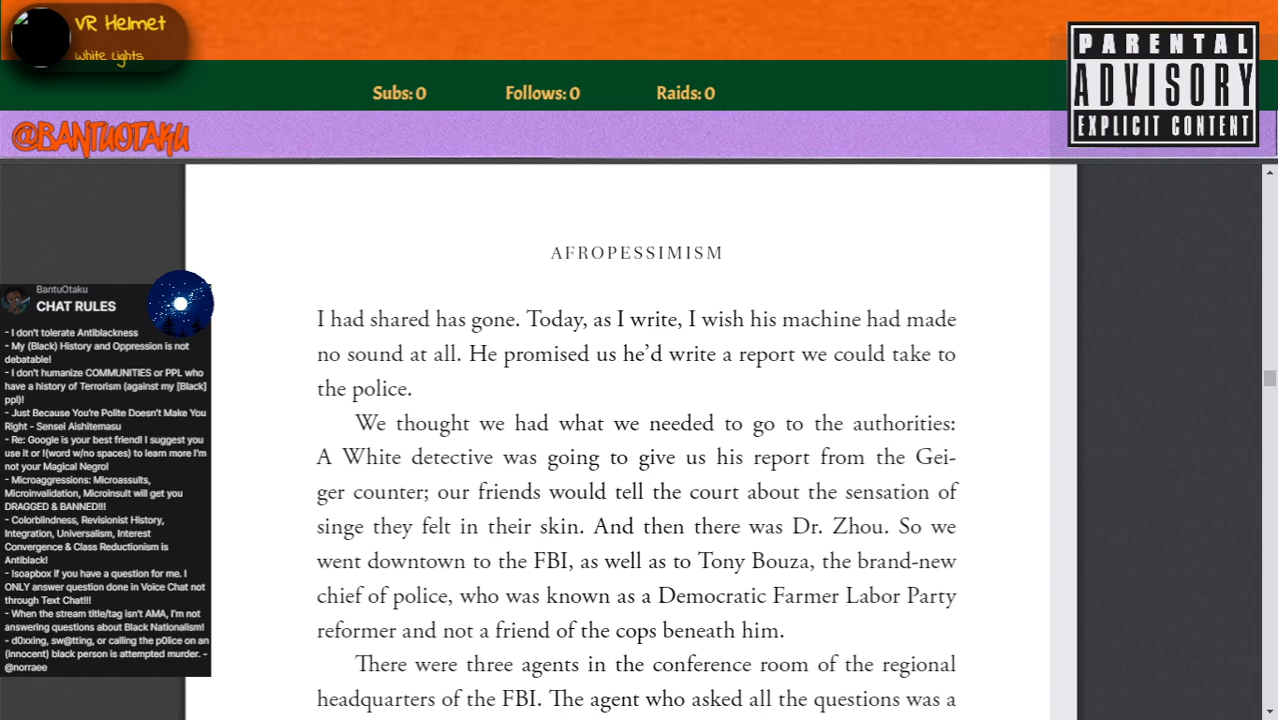 VR Helmet
White Lights
PARENTAL
ADVISORY
EXPLICIT CONTENT
Subs: 0 Follows: 0 Raids: 0
@BANTUOTAKU
BantuOtaku
CHAT RULES
- I don't tolerate Antiblackness
- My (Black) History and Oppression is not
debatable!
- I don't humanize COMMUNITIES or PPL who
have a history of Terrorism (against my [Black]
ppl)!
- Just Because You're Polite Doesn't Make You
Right - Sensei Aishitemasu
- Re: Google is your best friend! I suggest you
use it or !(word w/no spaces) to learn more I'm
not your Magical Negro!
- Microaggressions: Microassults,
Microinvalidation, Microinsult will get you
DRAGGED & BANNED!!!
- Colorblindness, Revisionist History,
Integration, Universalism, Interest
Convergence & Class Reductionism is
Antiblack!
- !soapbox if you have a question for me. I
ONLY answer question done in Voice Chat not
through Text Chat!!!
- When the stream title/tag isn't AMA, I'm not
answering questions about Black Nationalism!
- d0xxing, sw@tting, or calling the p0lice on an
(innocent) black person is attempted murder. -
@norraee
AFROPESSIMISM
I had shared has gone. Today, as I write, I wish his machine had made
no sound at all. He promised us he'd write a report we could take to
the police.
We thought we had what we needed to go to the authorities:
A White detective was going to give us his report from the Gei-
ger counter; our friends would tell the court about the sensation of
singe they felt in their skin. And then there was Dr. Zhou. So we
went downtown to the FBI, as well as to Tony Bouza, the brand-new
chief of police, who was known as a Democratic Farmer Labor Party
reformer and not a friend of the cops beneath him.
There were three agents in the conference room of the regional
headquarters of the FBI. The agent who asked all the questions was a